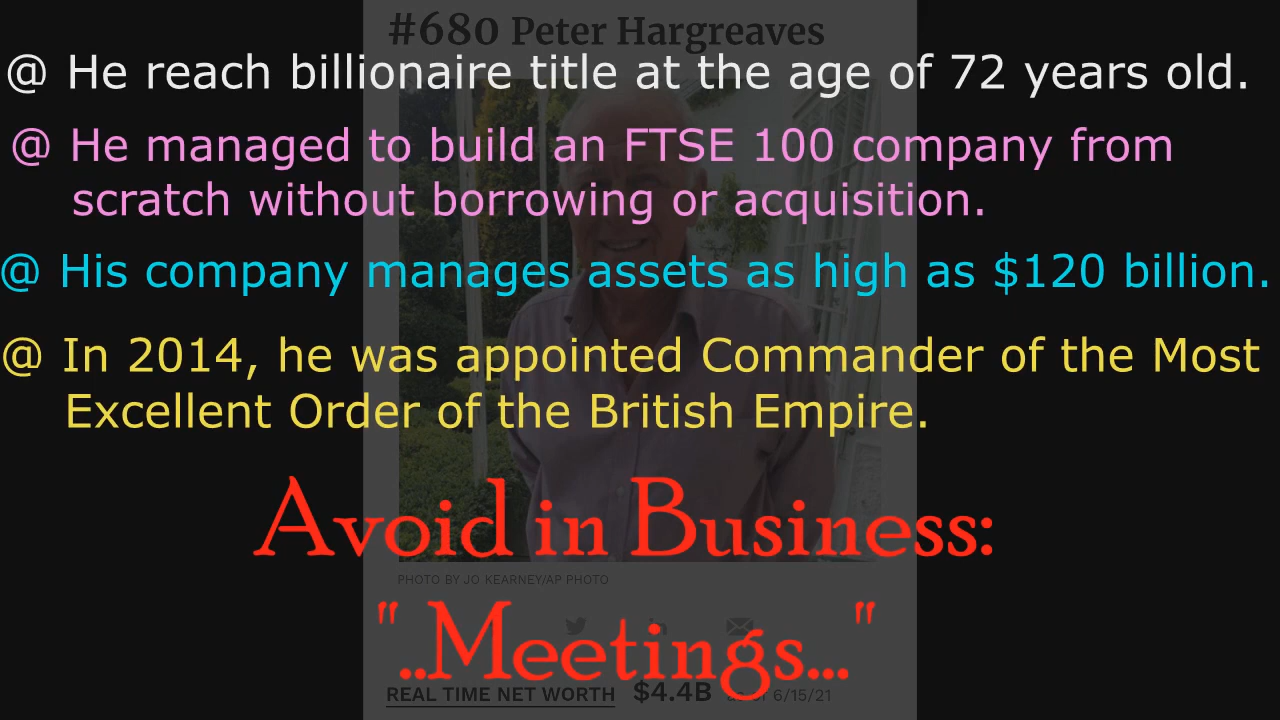 #680 Peter Hargreaves
@ He reach billionaire title at the age of 72 years old.
@ He managed to build an FTSE 100 company from
scratch without borrowing or acquisition.
@ His company manages assets as high as $120 billion.
@ In 2014, he was appointed Commander of the Most
Excellent Order of the British Empire.
Avoid in Business:
PHOTO BY JO KEARNEY/AP PHOTO
"..Meetings..."
REAL TIME NET WORTH $4.4B as of 6/15/21